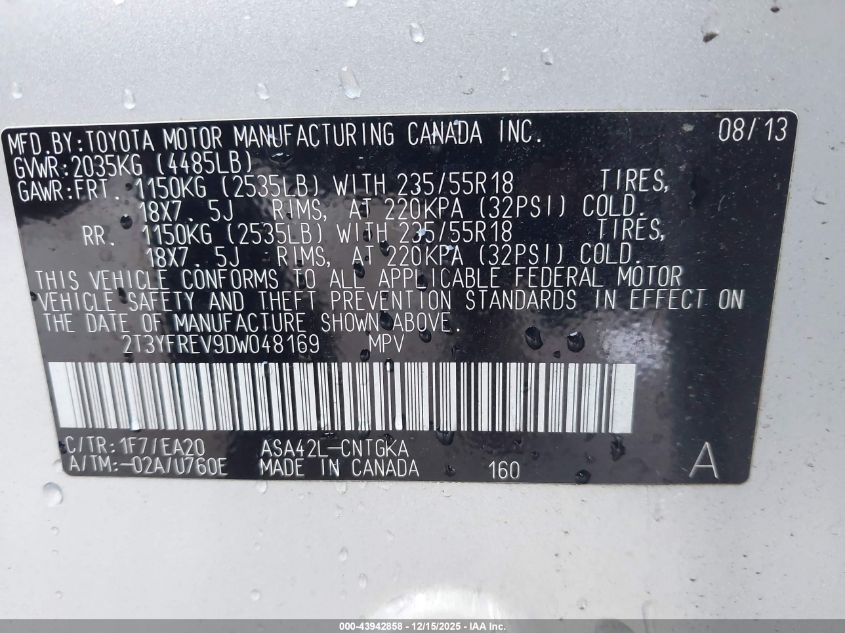 MFD.BY:TOYOTA MOTOR MANUFACTURING CANADA INC. 08/13
GVWR:2035KG (4485LB)
GAWR:FRT. 1150KG (2535LB) WITH 235/55R18 TIRES,
18X7.5J RIMS, AT 220KPA (32PSI) COLD.
RR. 1150KG (2535LB) WITH 235/55R18 TIRES,
18X7.5J RIMS, AT 220KPA (32PSI) COLD.
THIS VEHICLE CONFORMS TO ALL APPLICABLE FEDERAL MOTOR
VEHICLE SAFETY AND THEFT PREVENTION STANDARDS IN EFFECT ON
THE DATE OF MANUFACTURE SHOWN ABOVE.
2T3YFREV9DW048169 MPV
C/TR:1F7/EA20 ASA42L-CNTGKA
A/TM:-02A/U760E MADE IN CANADA 160 A
000-43942858 - 12/15/2025 - IAA Inc.